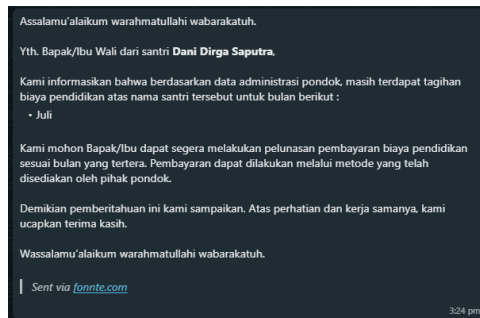 Assalamu'alaikum warahmatullahi wabarakatuh.
Yth. Bapak/Ibu Wali dari santri Dani Dirga Saputra,
Kami informasikan bahwa berdasarkan data administrasi pondok, masih terdapat tagihan
biaya pendidikan atas nama santri tersebut untuk bulan berikut :
• Juli
Kami mohon Bapak/Ibu dapat segera melakukan pelunasan pembayaran biaya pendidikan
sesuai bulan yang tertera. Pembayaran dapat dilakukan melalui metode yang telah
disediakan oleh pihak pondok.
Demikian pemberitahuan ini kami sampaikan. Atas perhatian dan kerja samanya, kami
ucapkan terima kasih.
Wassalamu'alaikum warahmatullahi wabarakatuh.
Sent via fonnte.com
3:24 pm